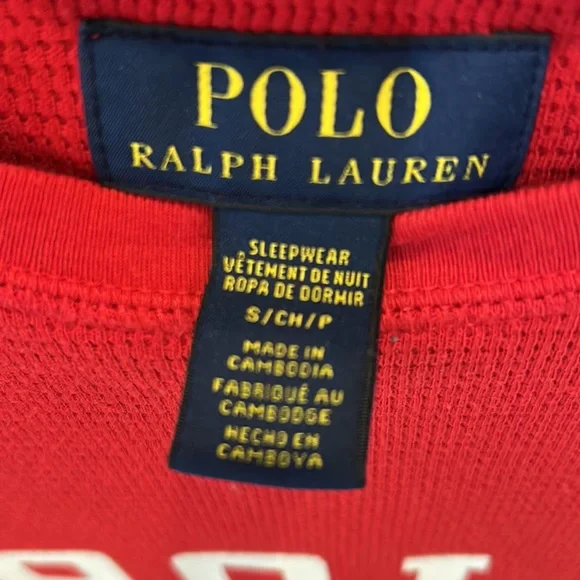 POLO
RALPH LAUREN
SLEEPWEAR
VÊTEMENT DE NUIT
ROPA DE DORMIR
S/CH/P
MADE IN
CAMBODIA
FABRIQUÉ AU
CAMBODGE
HECHO EN
CAMBOYA